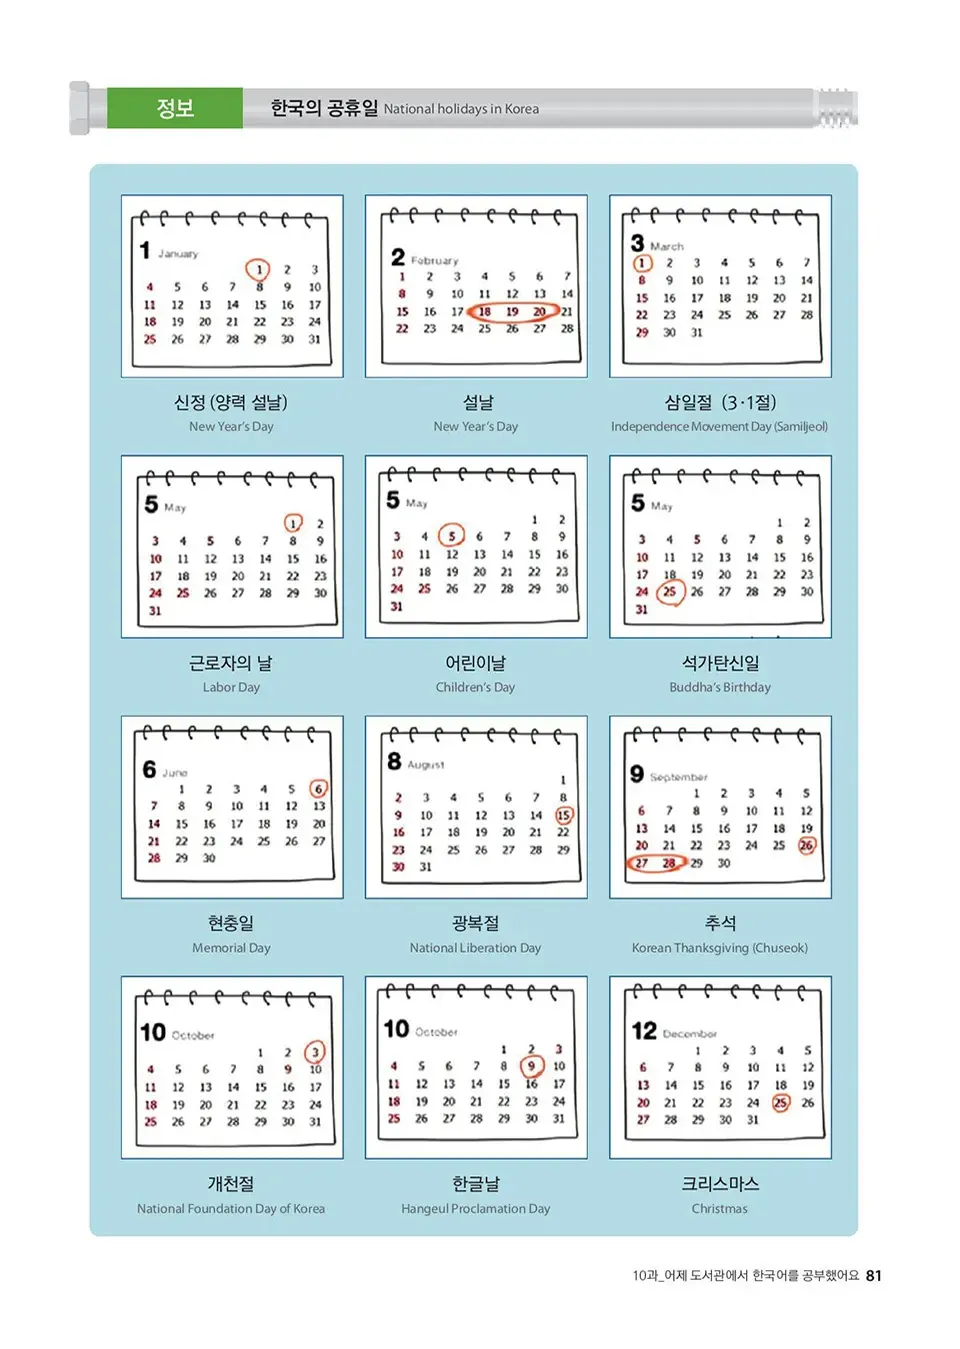 정보
한국의 공휴일 National holidays in Korea
1 January
1 2 3
4 5 6 7 8 9 10
11 12 13 14 15 16 17
18 19 20 21 22 23 24
25 26 27 28 29 30 31
신정 (양력 설날)
New Year's Day
2 February
1 2 3 4 5 6 7
8 9 10 11 12 13 14
15 16 17 18 19 20 21
22 23 24 25 26 27 28
설날
New Year's Day
3 March
1 2 3 4 5 6 7
8 9 10 11 12 13 14
15 16 17 18 19 20 21
22 23 24 25 26 27 28
29 30 31
삼일절 (3·1절)
Independence Movement Day (Samiljeol)
5 May
1 2
3 4 5 6 7 8 9
10 11 12 13 14 15 16
17 18 19 20 21 22 23
24 25 26 27 28 29 30
31
근로자의 날
Labor Day
5 May
1 2
3 4 5 6 7 8 9
10 11 12 13 14 15 16
17 18 19 20 21 22 23
24 25 26 27 28 29 30
31
어린이날
Children's Day
5 May
1 2
3 4 5 6 7 8 9
10 11 12 13 14 15 16
17 18 19 20 21 22 23
24 25 26 27 28 29 30
31
석가탄신일
Buddha's Birthday
6 June
1 2 3 4 5 6
7 8 9 10 11 12 13
14 15 16 17 18 19 20
21 22 23 24 25 26 27
28 29 30
현충일
Memorial Day
8 August
1
2 3 4 5 6 7 8
9 10 11 12 13 14 15
16 17 18 19 20 21 22
23 24 25 26 27 28 29
30 31
광복절
National Liberation Day
9 September
1 2 3 4 5
6 7 8 9 10 11 12
13 14 15 16 17 18 19
20 21 22 23 24 25 26
27 28 29 30
추석
Korean Thanksgiving (Chuseok)
10 October
1 2 3
4 5 6 7 8 9 10
11 12 13 14 15 16 17
18 19 20 21 22 23 24
25 26 27 28 29 30 31
개천절
National Foundation Day of Korea
10 October
1 2 3
4 5 6 7 8 9 10
11 12 13 14 15 16 17
18 19 20 21 22 23 24
25 26 27 28 29 30 31
한글날
Hangeul Proclamation Day
12 December
1 2 3 4 5
6 7 8 9 10 11 12
13 14 15 16 17 18 19
20 21 22 23 24 25 26
27 28 29 30 31
크리스마스
Christmas
10과_어제 도서관에서 한국어를 공부했어요 81